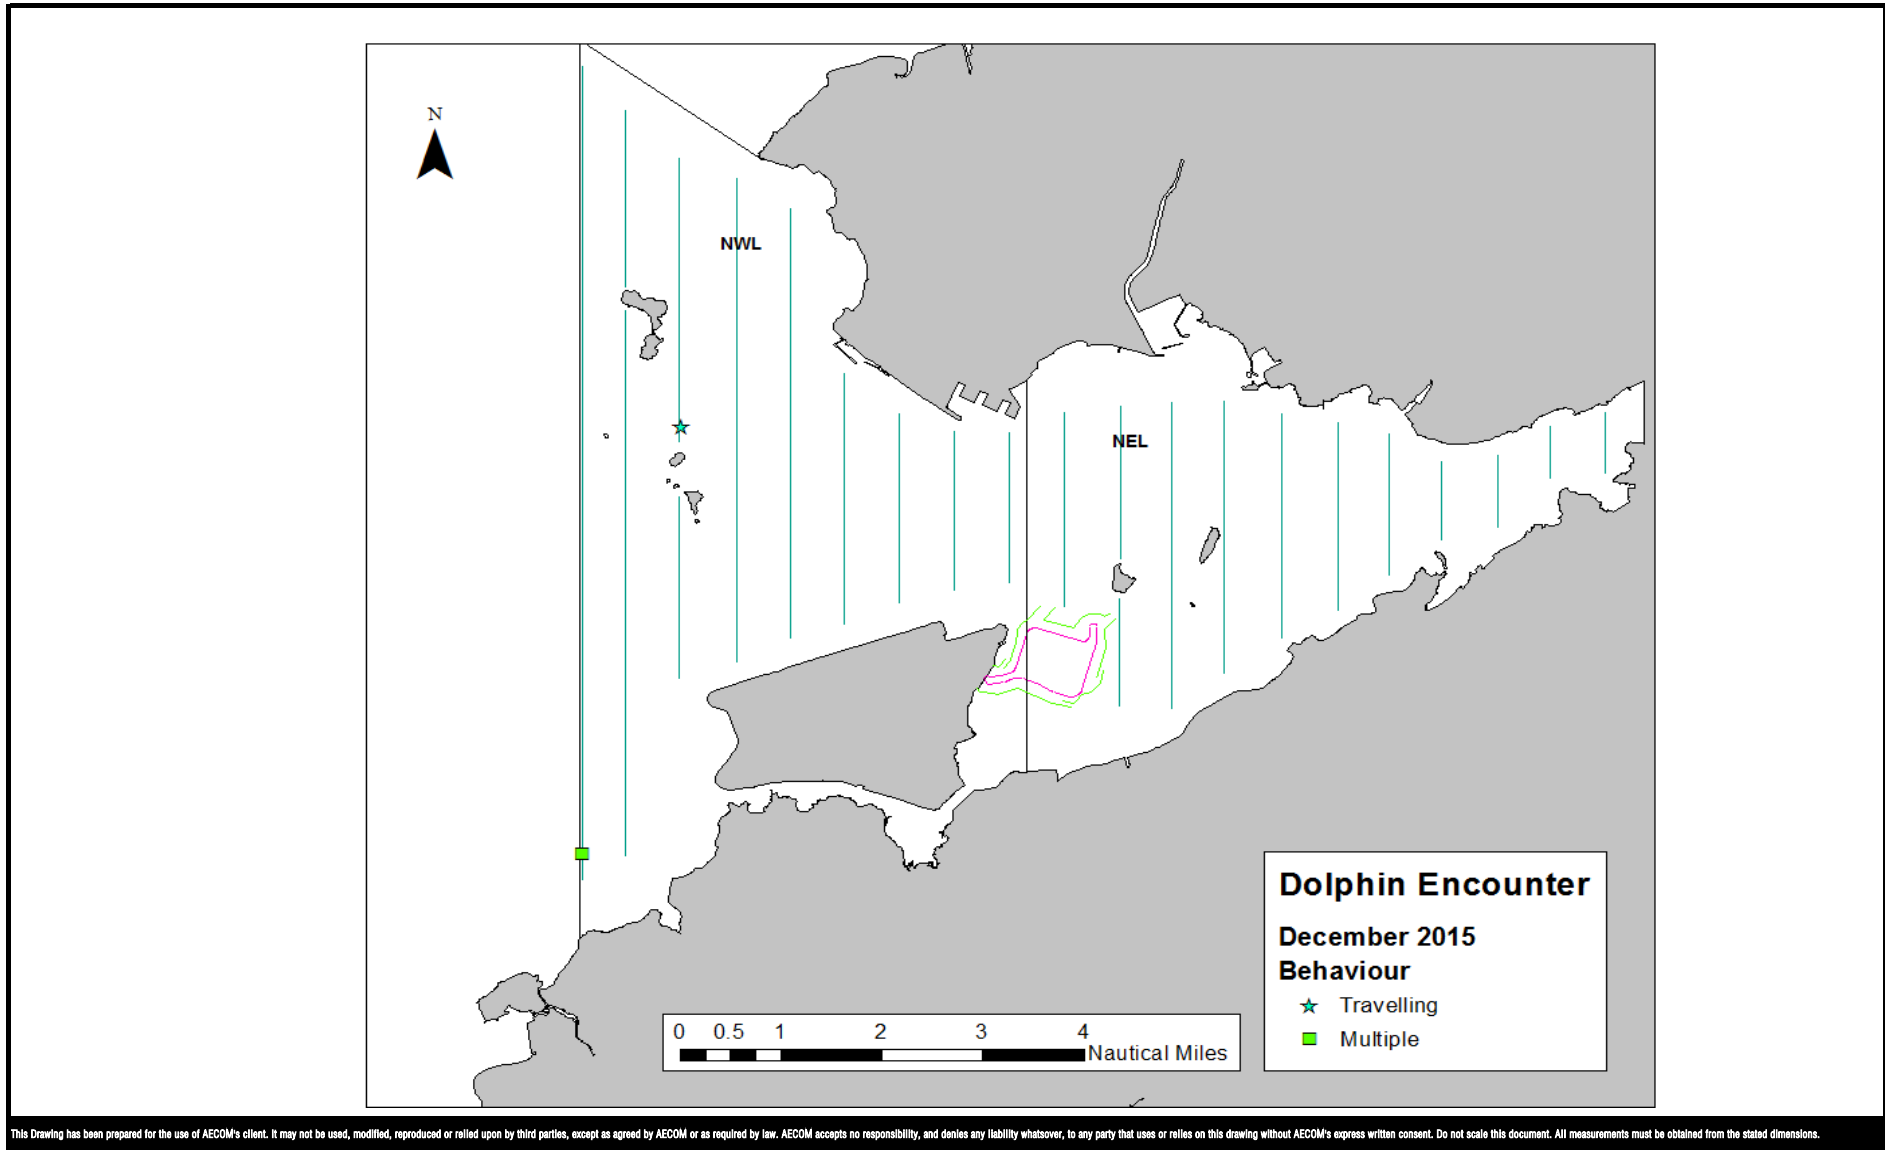 N
NWL
NEL
Dolphin Encounter
December 2015
Behaviour
Travelling
Multiple
0 0.5 1 2 3 4
Nautical Miles
This Drawing has been prepared for the use of AECOM's client. It may not be used, modified, reproduced or relied upon by third parties, except as agreed by AECOM or as required by law. AECOM accepts no responsibility, and denies any liability whatsover, to any party that uses or relies on this drawing without AECOM's express written consent. Do not scale this document. All measurements must be obtained from the stated dimensions.